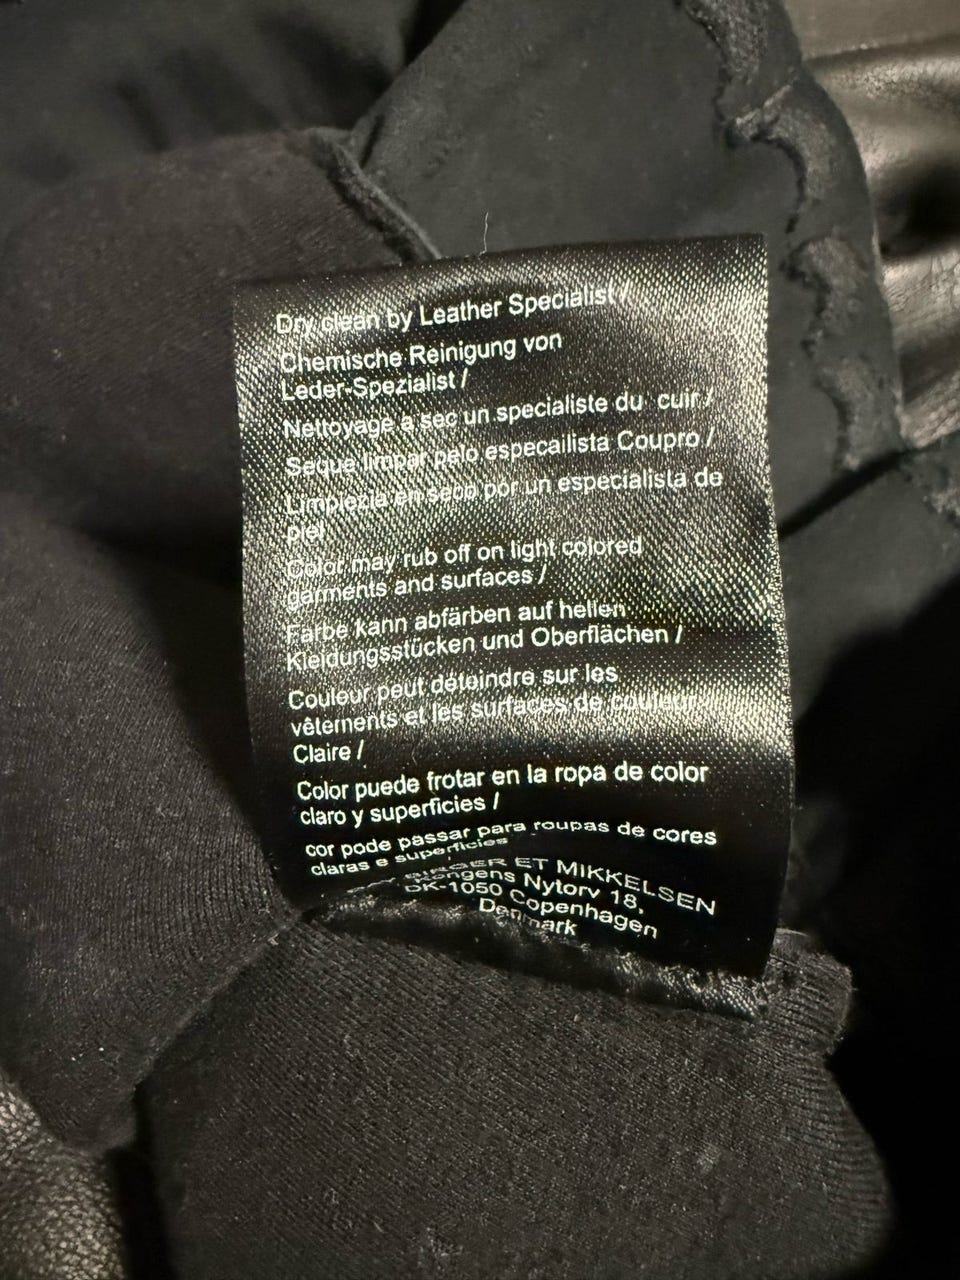 Dry clean by Leather Specialist /
Chemische Reinigung von
Leder-Spezialist /
Nettoyage a sec un specialiste du cuir /
Seque limpar pelo especailista Coupro /
Limpiezia en seco por un especialista de
piel
Color may rub off on light colored
garments and surfaces /
Farbe kann abfärben auf hellen
Kleidungsstücken und Oberflächen /
Couleur peut déteindre sur les
vêtements et les surfaces de couleur
Claire /
Color puede frotar en la ropa de color
claro y superficies /
cor pode passar para roupas de cores
claras e superficies
BIRGER ET MIKKELSEN
Kongens Nytorv 18,
DK-1050 Copenhagen
Denmark